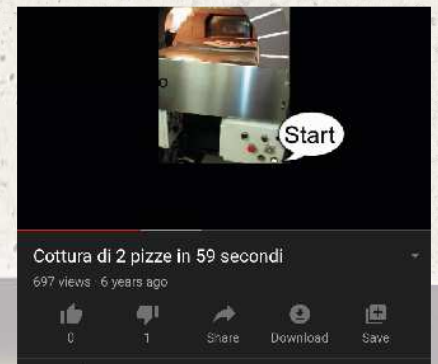 Start
Cottura di 2 pizze in 59 secondi
697 views · 6 years ago
0 1 Share Download Save